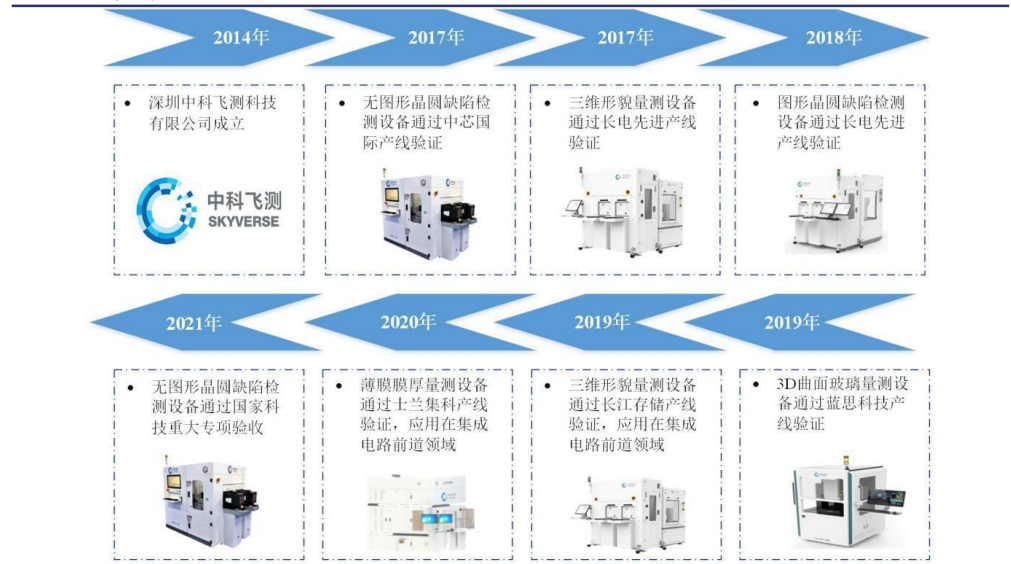 2014年
2017年
2017年
2018年
• 深圳中科飞测科技
有限公司成立
中科飞测
SKYVERSE
• 无图形晶圆缺陷检
测设备通过中芯国
际产线验证
• 三维形貌量测设备
通过长电先进产线
验证
• 图形晶圆缺陷检测
设备通过长电先进
产线验证
2021年
2020年
2019年
2019年
• 无图形晶圆缺陷检
测设备通过国家科
技重大专项验收
• 薄膜膜厚量测设备
通过士兰集科产线
验证，应用在集成
电路前道领域
• 三维形貌量测设备
通过长江存储产线
验证，应用在集成
电路前道领域
• 3D曲面玻璃量测设
备通过蓝思科技产
线验证